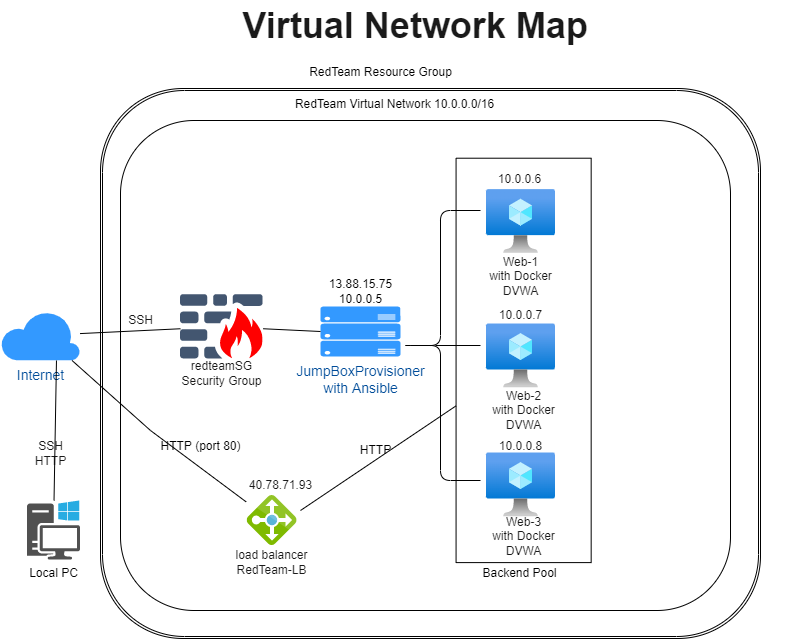 Virtual Network Map
RedTeam Resource Group
RedTeam Virtual Network 10.0.0.0/16
10.0.0.6
Web-1
with Docker
DVWA
13.88.15.75
10.0.0.5
SSH
redteamSG
Security Group
JumpBoxProvisioner
with Ansible
Internet
10.0.0.7
Web-2
with Docker
DVWA
SSH
HTTP
HTTP (port 80)
HTTP
10.0.0.8
Web-3
with Docker
DVWA
40.78.71.93
load balancer
RedTeam-LB
Local PC
Backend Pool